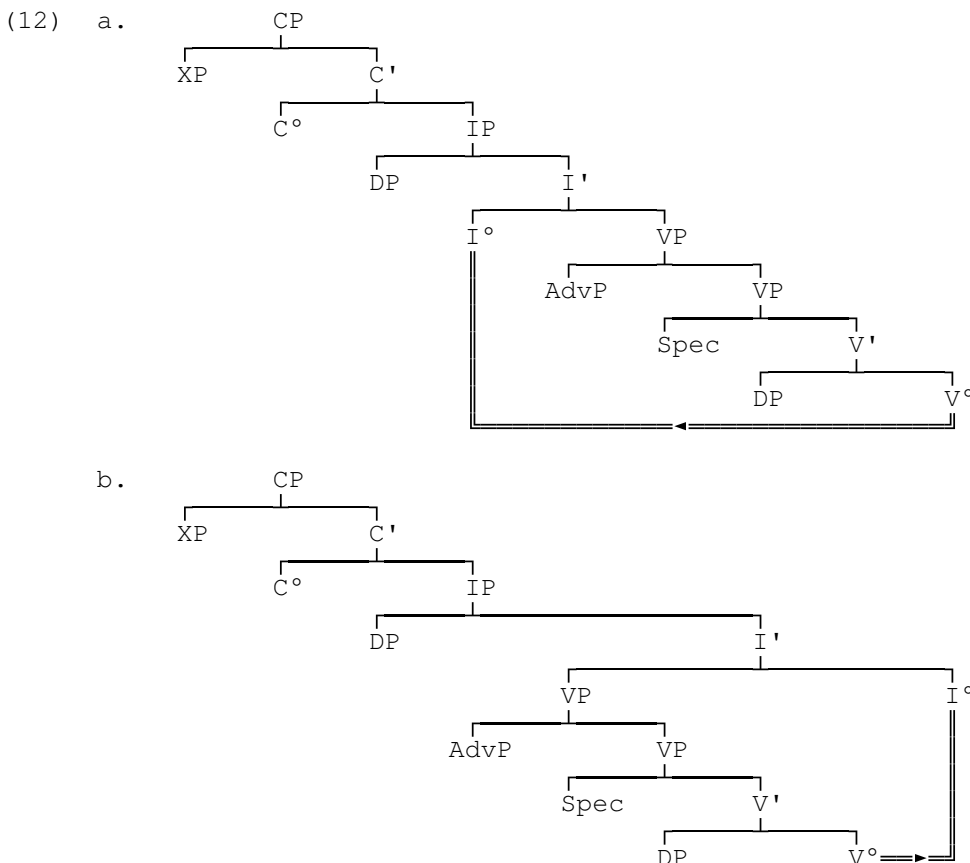 (12) a. CP
XP C'
C° IP
DP I'
I° VP
AdvP VP
Spec V'
DP V°
b. CP
XP C'
C° IP
DP I'
VP I°
AdvP VP
Spec V'
DP V°